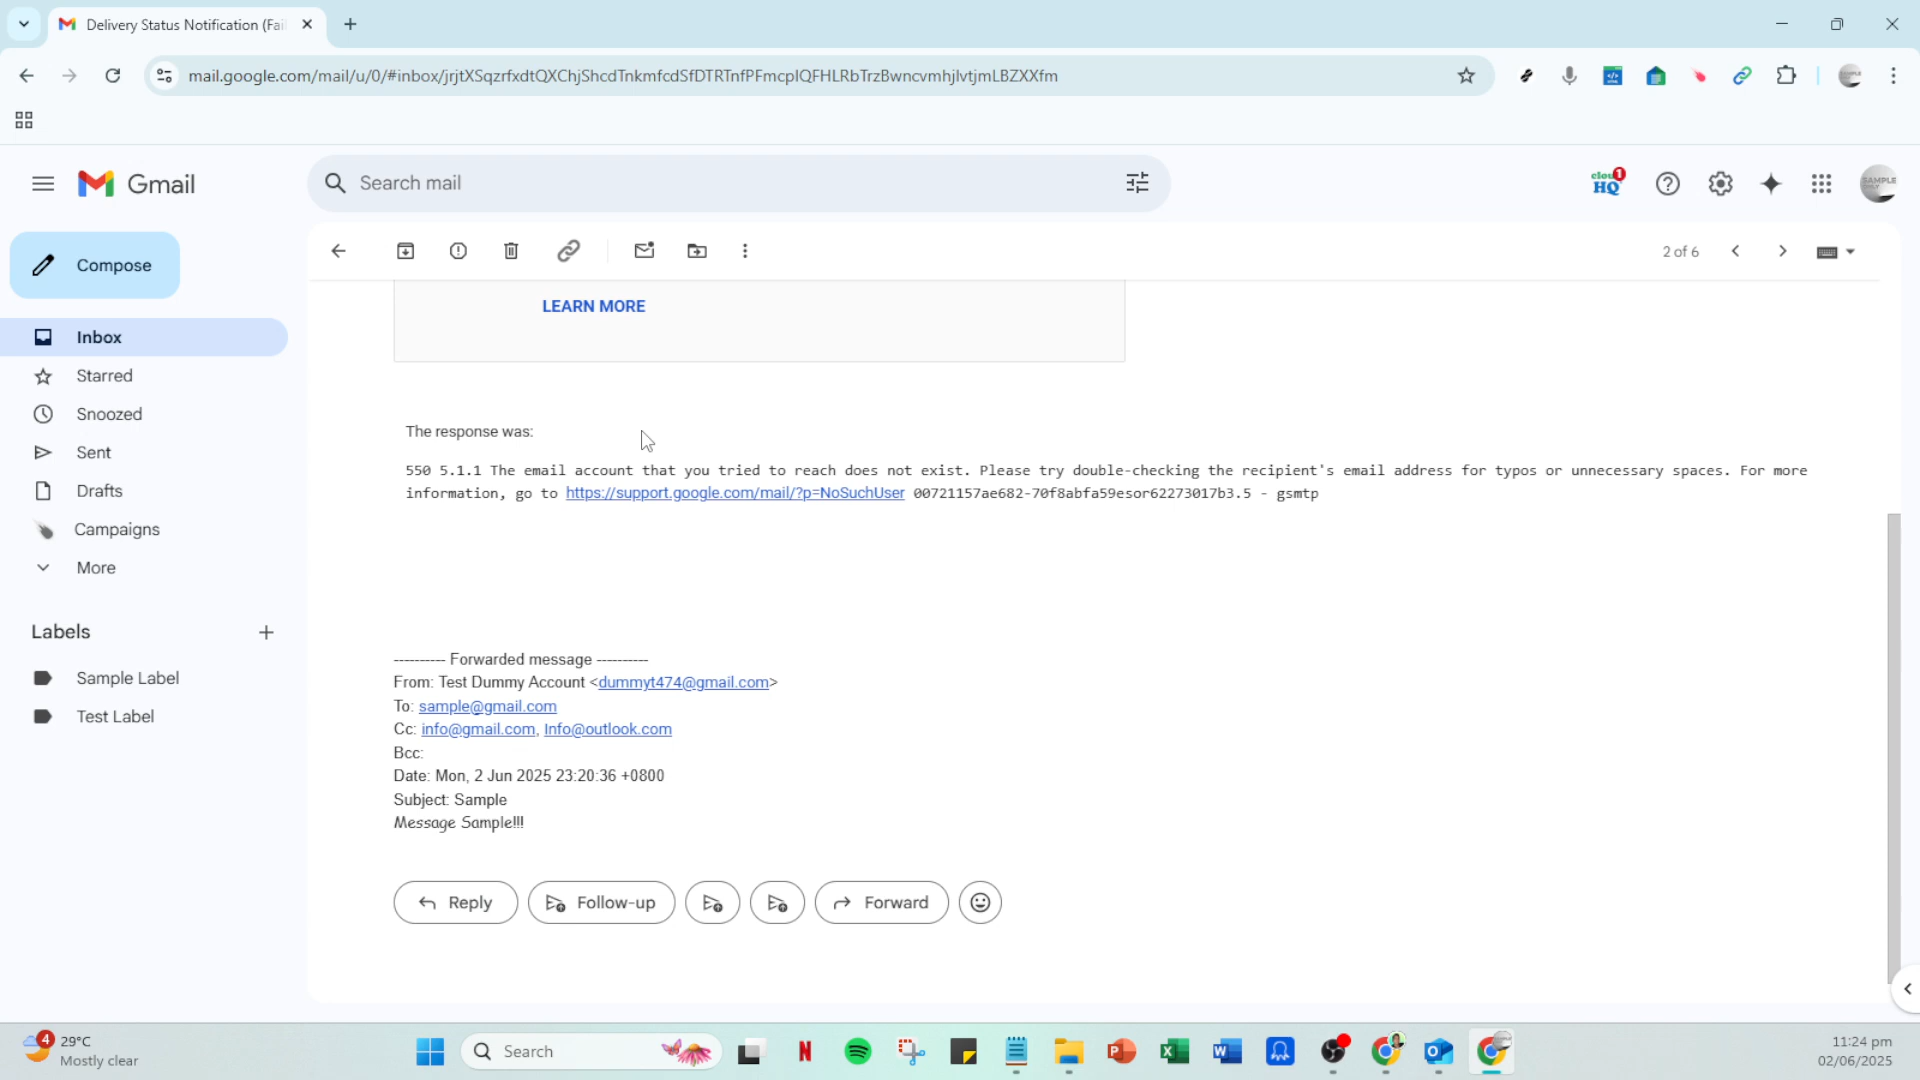 Delivery Status Notification (Fai
mail.google.com/mail/u/0/#inbox/jrjtXSqzrfxdtQXChjShcdTnkmfcdSfDTRTnfPFmcplQFHLRbTrzBwncvmhjlvtjmLBZXXfm
Gmail
Search mail
cloud HQ 1
SAMPLE ONLY
Compose
2 of 6
LEARN MORE
Inbox
Starred
Snoozed
Sent
Drafts
Campaigns
More
Labels
Sample Label
Test Label
The response was:
550 5.1.1 The email account that you tried to reach does not exist. Please try double-checking the recipient's email address for typos or unnecessary spaces. For more
information, go to https://support.google.com/mail/?p=NoSuchUser 00721157ae682-70f8abfa59esor62273017b3.5 - gsmtp
---------- Forwarded message ----------
From: Test Dummy Account <dummyt474@gmail.com>
To: sample@gmail.com
Cc: info@gmail.com, Info@outlook.com
Bcc:
Date: Mon, 2 Jun 2025 23:20:36 +0800
Subject: Sample
Message Sample!!!
Reply
Follow-up
Forward
4
29°C
Mostly clear
Search
11:24 pm
02/06/2025